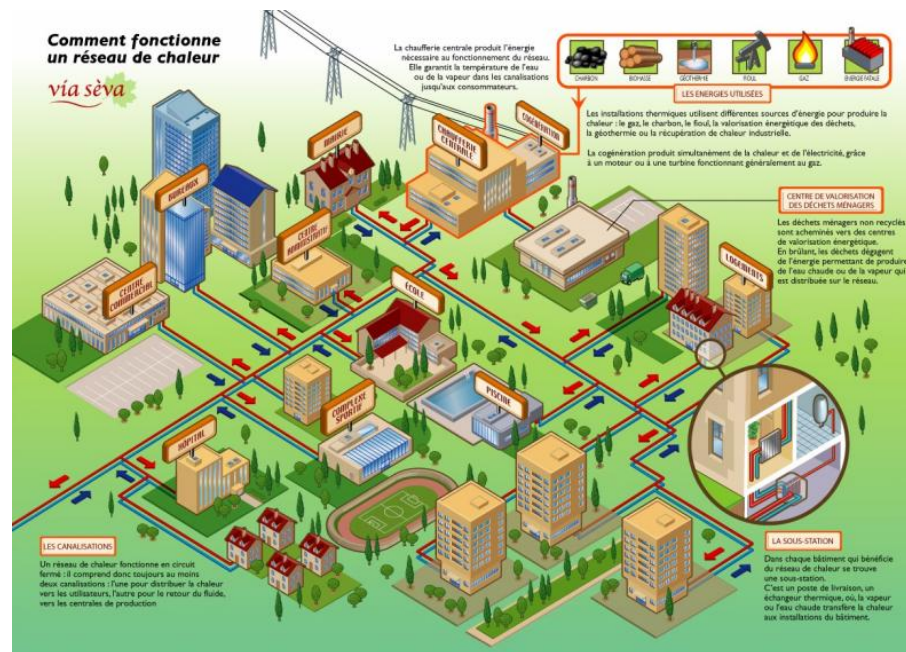 Comment fonctionne
un réseau de chaleur
via sèva
La chaufferie centrale produit l'énergie
nécessaire au fonctionnement du réseau.
Elle garantit la température de l'eau
ou de la vapeur dans les canalisations
jusqu'aux consommateurs.
CHARBON
BIOMASSE
GÉOTHERMIE
FIOUL
GAZ
ENERGIE FATALE
LES ENERGIES UTILISÉES
Les installations thermiques utilisent différentes sources d'énergie pour produire la
chaleur : le gaz, le charbon, le fioul, la valorisation énergétique des déchets,
la géothermie ou la récupération de chaleur industrielle.
La cogénération produit simultanément de la chaleur et de l'électricité, grâce
à un moteur ou à une turbine fonctionnant généralement au gaz.
MAIRIE
CHAUFFERIE
CENTRALE
COGÉNÉRATION
BUREAUX
CENTRE
ADMINISTRATIF
CENTRE DE VALORISATION
DES DÉCHETS MÉNAGERS
Les déchets ménagers non recyclés
sont acheminés vers des centres
de valorisation énergétique.
En brûlant, les déchets dégagent
de l'énergie permettant de produire
de l'eau chaude ou de la vapeur qui
est distribuée sur le réseau.
LOGEMENTS
CENTRE
COMMERCIAL
ÉCOLE
COMPLEXE
SPORTIF
PISCINE
HÔPITAL
LES CANALISATIONS
Un réseau de chaleur fonctionne en circuit
fermé : il comprend donc toujours au moins
deux canalisations : l'une pour distribuer la chaleur
vers les utilisateurs, l'autre pour le retour du fluide,
vers les centrales de production
LA SOUS-STATION
Dans chaque bâtiment qui bénéficie
du réseau de chaleur se trouve
une sous-station.
C'est un poste de livraison, un
échangeur thermique, où, la vapeur
ou l'eau chaude transfère la chaleur
aux installations du bâtiment.